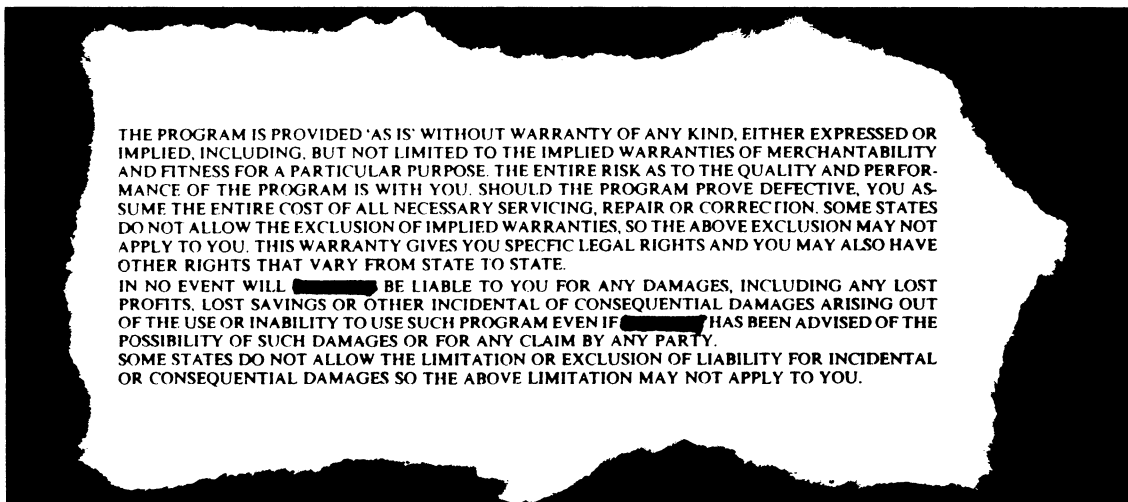 THE PROGRAM IS PROVIDED 'AS IS' WITHOUT WARRANTY OF ANY KIND, EITHER EXPRESSED OR
IMPLIED, INCLUDING, BUT NOT LIMITED TO THE IMPLIED WARRANTIES OF MERCHANTABILITY
AND FITNESS FOR A PARTICULAR PURPOSE. THE ENTIRE RISK AS TO THE QUALITY AND PERFOR-
MANCE OF THE PROGRAM IS WITH YOU. SHOULD THE PROGRAM PROVE DEFECTIVE, YOU AS-
SUME THE ENTIRE COST OF ALL NECESSARY SERVICING, REPAIR OR CORRECTION. SOME STATES
DO NOT ALLOW THE EXCLUSION OF IMPLIED WARRANTIES, SO THE ABOVE EXCLUSION MAY NOT
APPLY TO YOU. THIS WARRANTY GIVES YOU SPECFIC LEGAL RIGHTS AND YOU MAY ALSO HAVE
OTHER RIGHTS THAT VARY FROM STATE TO STATE.
IN NO EVENT WILL BE LIABLE TO YOU FOR ANY DAMAGES, INCLUDING ANY LOST
PROFITS, LOST SAVINGS OR OTHER INCIDENTAL OF CONSEQUENTIAL DAMAGES ARISING OUT
OF THE USE OR INABILITY TO USE SUCH PROGRAM EVEN IF HAS BEEN ADVISED OF THE
POSSIBILITY OF SUCH DAMAGES OR FOR ANY CLAIM BY ANY PARTY.
SOME STATES DO NOT ALLOW THE LIMITATION OR EXCLUSION OF LIABILITY FOR INCIDENTAL
OR CONSEQUENTIAL DAMAGES SO THE ABOVE LIMITATION MAY NOT APPLY TO YOU.